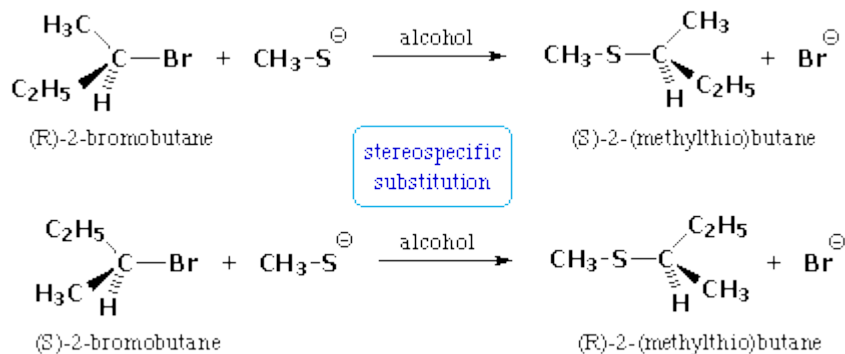 H₃C C Br C₂H₅ H + CH₃-S ⊖ alcohol CH₃-S-C CH₃ H C₂H₅ + Br ⊖
(R)-2-bromobutane (S)-2-(methylthio)butane
stereospecific
substitution
C₂H₅ C Br H₃C H + CH₃-S ⊖ alcohol CH₃-S-C C₂H₅ H CH₃ + Br ⊖
(S)-2-bromobutane (R)-2-(methylthio)butane